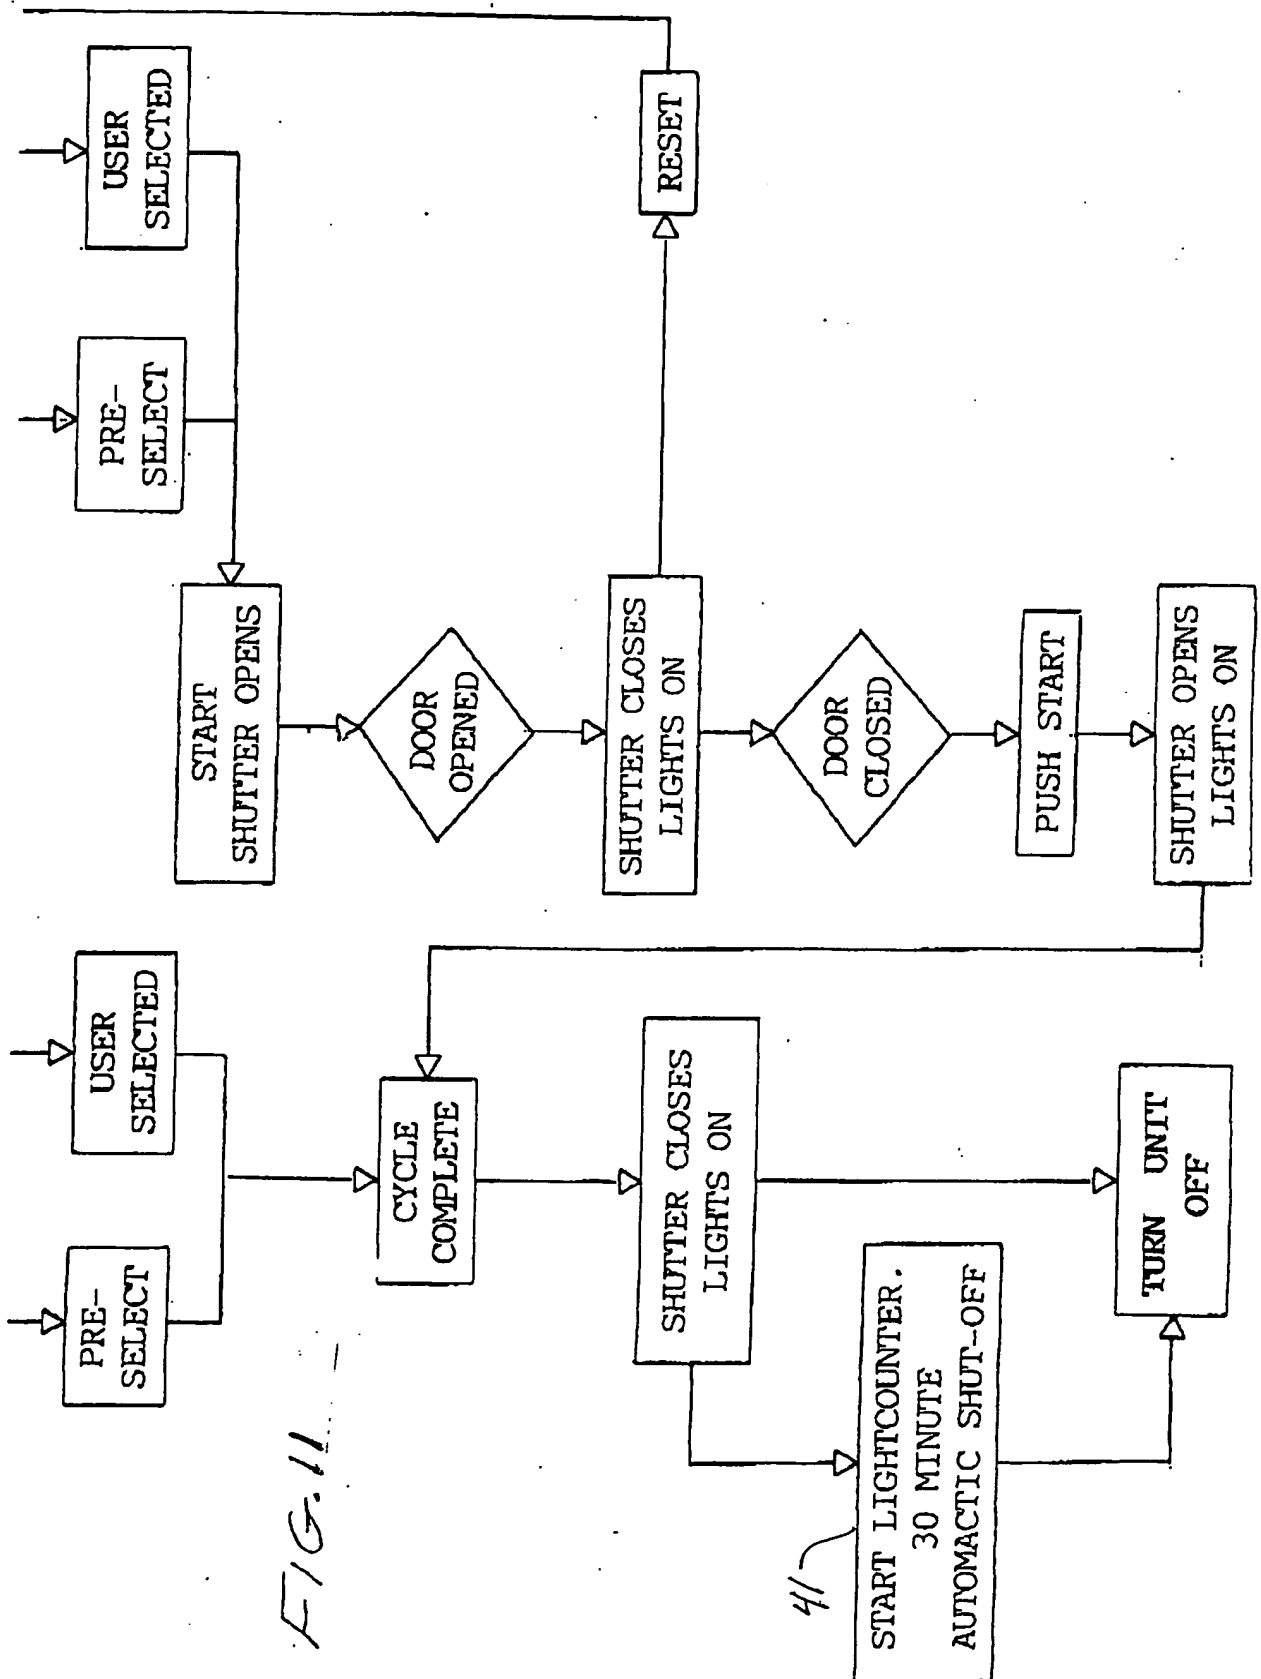 PRE-
SELECT
USER
SELECTED
PRE-
SELECT
USER
SELECTED
START
SHUTTER OPENS
CYCLE
COMPLETE
DOOR
OPENED
SHUTTER CLOSES
LIGHTS ON
SHUTTER CLOSES
LIGHTS ON
RESET
41
START LIGHTCOUNTER.
30 MINUTE
AUTOMACTIC SHUT-OFF
DOOR
CLOSED
PUSH START
TURN UNIT
OFF
SHUTTER OPENS
LIGHTS ON
FIG.11